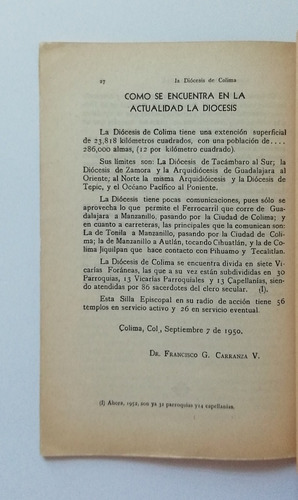 27 la Diócesis de Colima
COMO SE ENCUENTRA EN LA
ACTUALIDAD LA DIOCESIS
La Diócesis de Colima tiene una extención superficial
de 23,818 kilómetros cuadrados, con una población de....
286,000 almas, (12 por kilómetro cuadrado).
Sus límites son: La Diócesis de Tacámbaro al Sur; la
Diócesis de Zamora y la Arquidiócesis de Guadalajara al
Oriente; al Norte la misma Arquidiócesis y la Diócesis de
Tepic, y el Océano Pacífico al Poniente.
La Diócesis tiene pocas comunicaciones, pues sólo se
aprovecha lo que permite el Ferrocarril que corre de Gua-
dalajara a Manzanillo, pasando por la Ciudad de Colima; y
en cuanto a carreteras, las principales que la comunican son:
La de Tonila a Manzanillo, pasando por la Ciudad de Coli-
ma; la de Manzanillo a Autlán, tocando Cihuatlán, y la de Co-
lima Jiquilpan que hace contacto con Pihuamo y Tecalitlan.
La Diócesis de Colima se encuentra divida en siete Vi-
carías Foráneas, las que a su vez están subdivididas en 30
Parroquias, 13 Vicarías Parroquiales y 13 Capellanías, sien-
do atendidas por 86 sacerdotes del clero secular. (I).
Esta Silla Episcopal en su radio de acción tiene 56
templos en servicio activo y 26 en servicio eventual.
Colima, Col, Septiembre 7 de 1950.
DR. FRANCISCO G. CARRANZA V.
(I) Ahora, 1952, son ya 31 parroquias y14 capellanías.